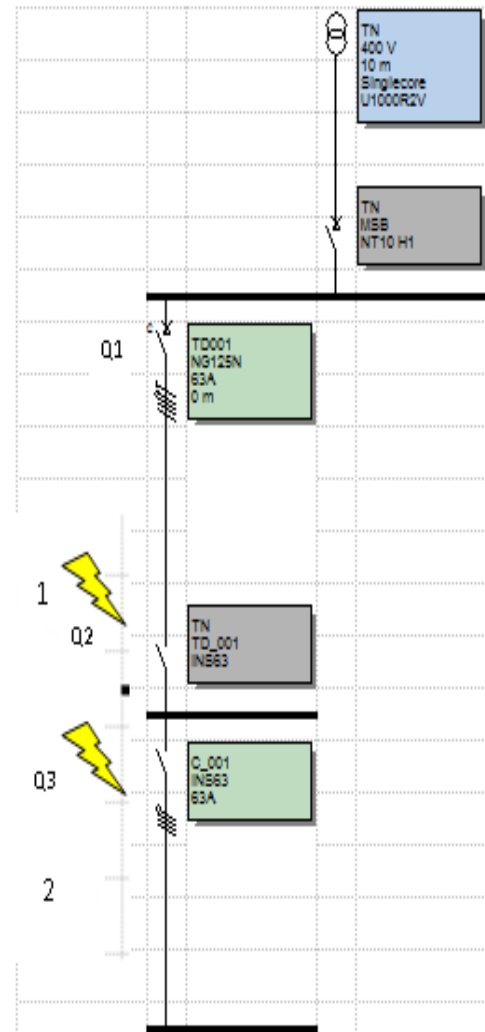 TN
400 V
10 m
Singlecore
U1000R2V
TN
MSB
NT10 H1
Q1
TD001
NG125N
63A
0 m
1
Q2
TN
TD_001
INS63
Q3
C_001
INS63
63A
2